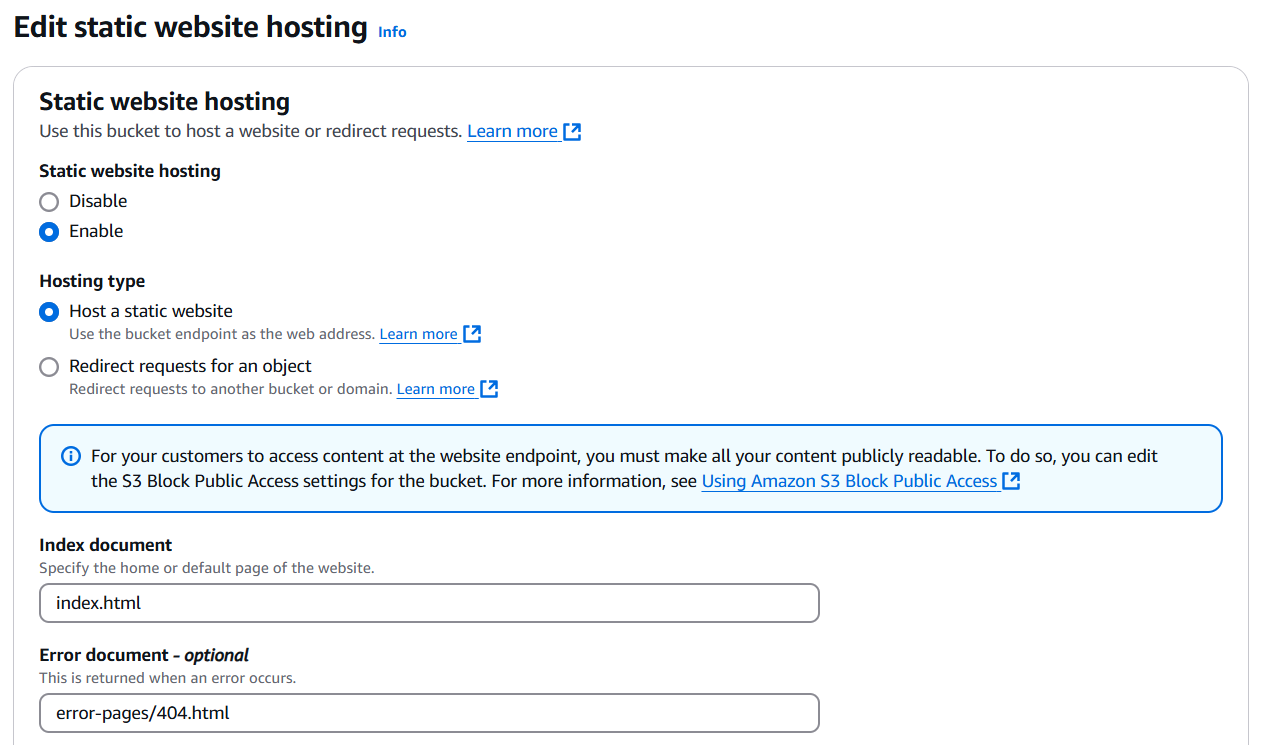 Edit static website hosting Info
Static website hosting
Use this bucket to host a website or redirect requests. Learn more
Static website hosting
Disable
Enable
Hosting type
Host a static website
Use the bucket endpoint as the web address. Learn more
Redirect requests for an object
Redirect requests to another bucket or domain. Learn more
For your customers to access content at the website endpoint, you must make all your content publicly readable. To do so, you can edit
the S3 Block Public Access settings for the bucket. For more information, see Using Amazon S3 Block Public Access
Index document
Specify the home or default page of the website.
index.html
Error document - optional
This is returned when an error occurs.
error-pages/404.html